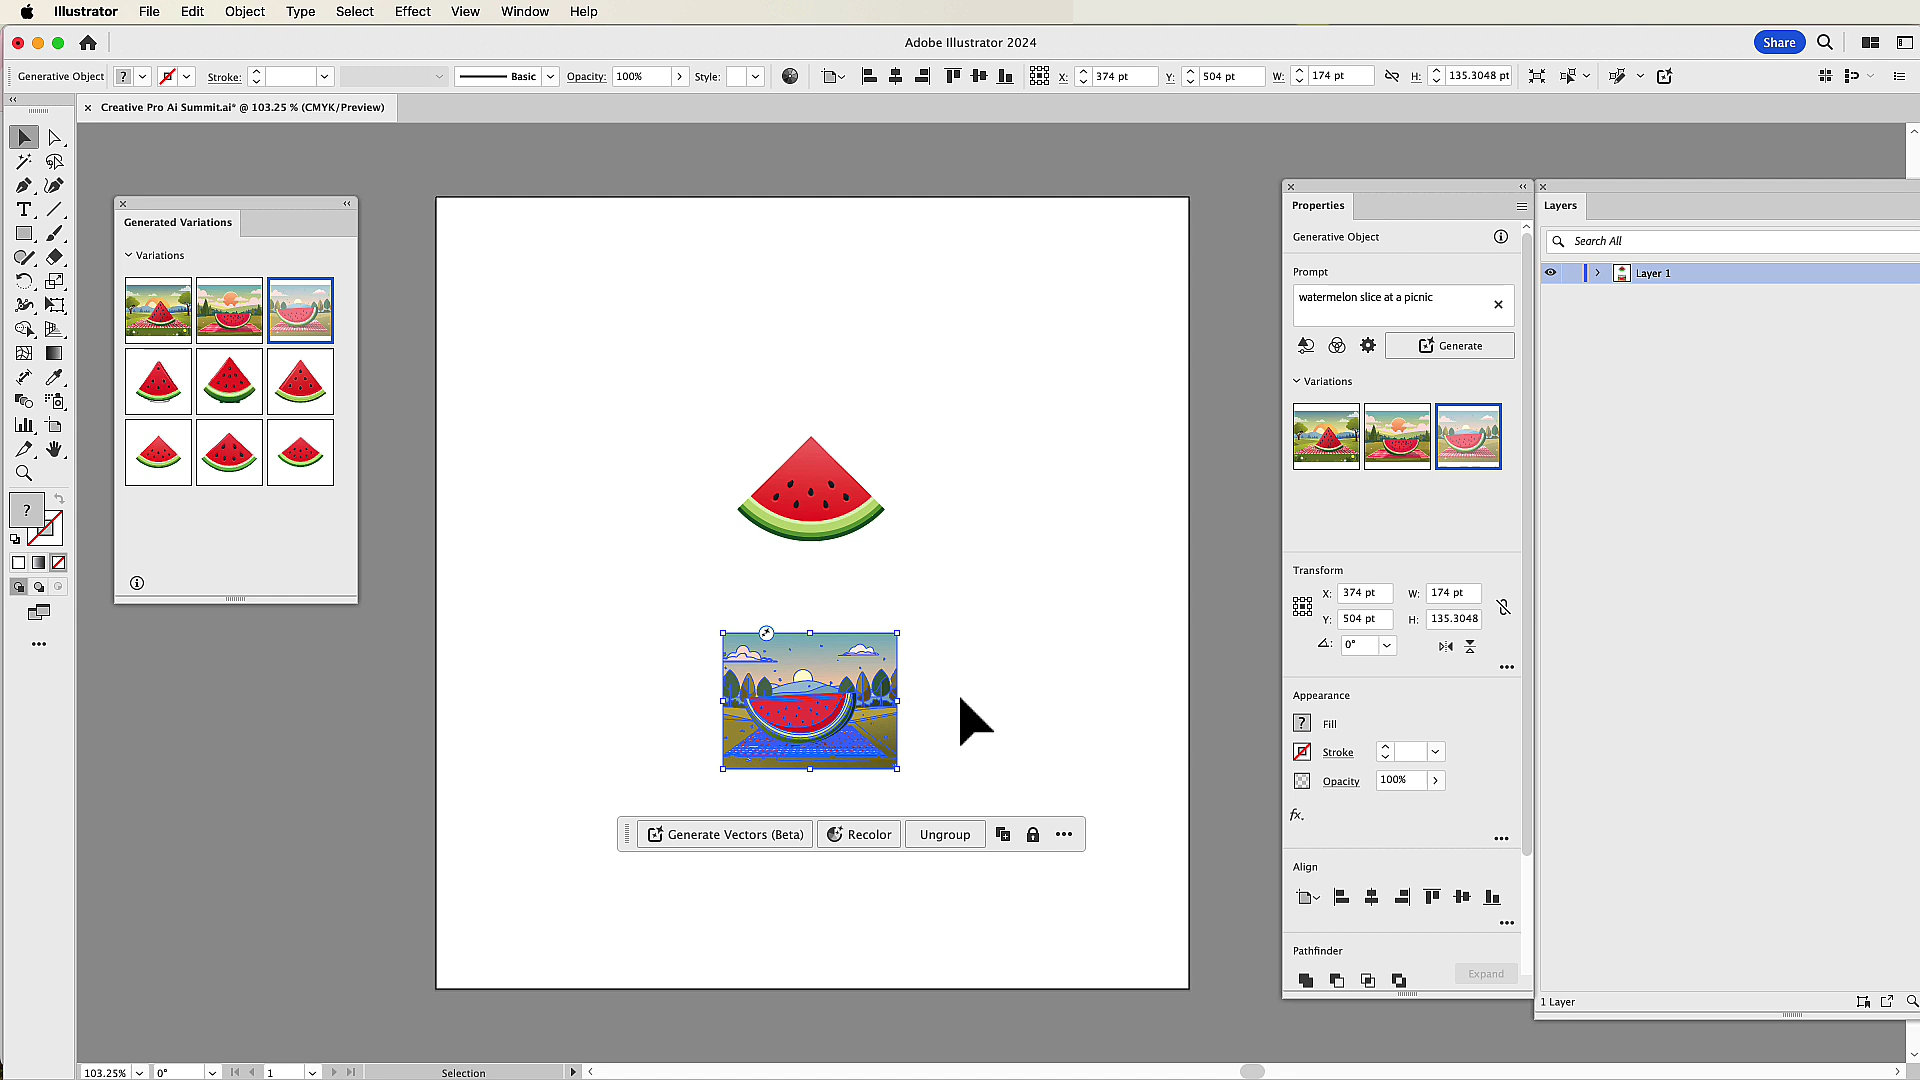 Illustrator File Edit Object Type Select Effect View Window Help
Adobe Illustrator 2024
Share
Generative Object ? Stroke: Basic Opacity: 100% Style: X: 374 pt Y: 504 pt W: 174 pt H: 135.3048 pt
Creative Pro Ai Summit.ai* @ 103.25 % (CMYK/Preview)
Generated Variations
Variations
Properties
Generative Object
Prompt
watermelon slice at a picnic
Generate
Variations
Transform
X: 374 pt W: 174 pt
Y: 504 pt H: 135.3048
0°
Appearance
? Fill
Stroke
Opacity 100%
fx.
Align
Pathfinder
Expand
Layers
Search All
Layer 1
1 Layer
?
Generate Vectors (Beta) Recolor Ungroup
103.25% 0° 1 Selection